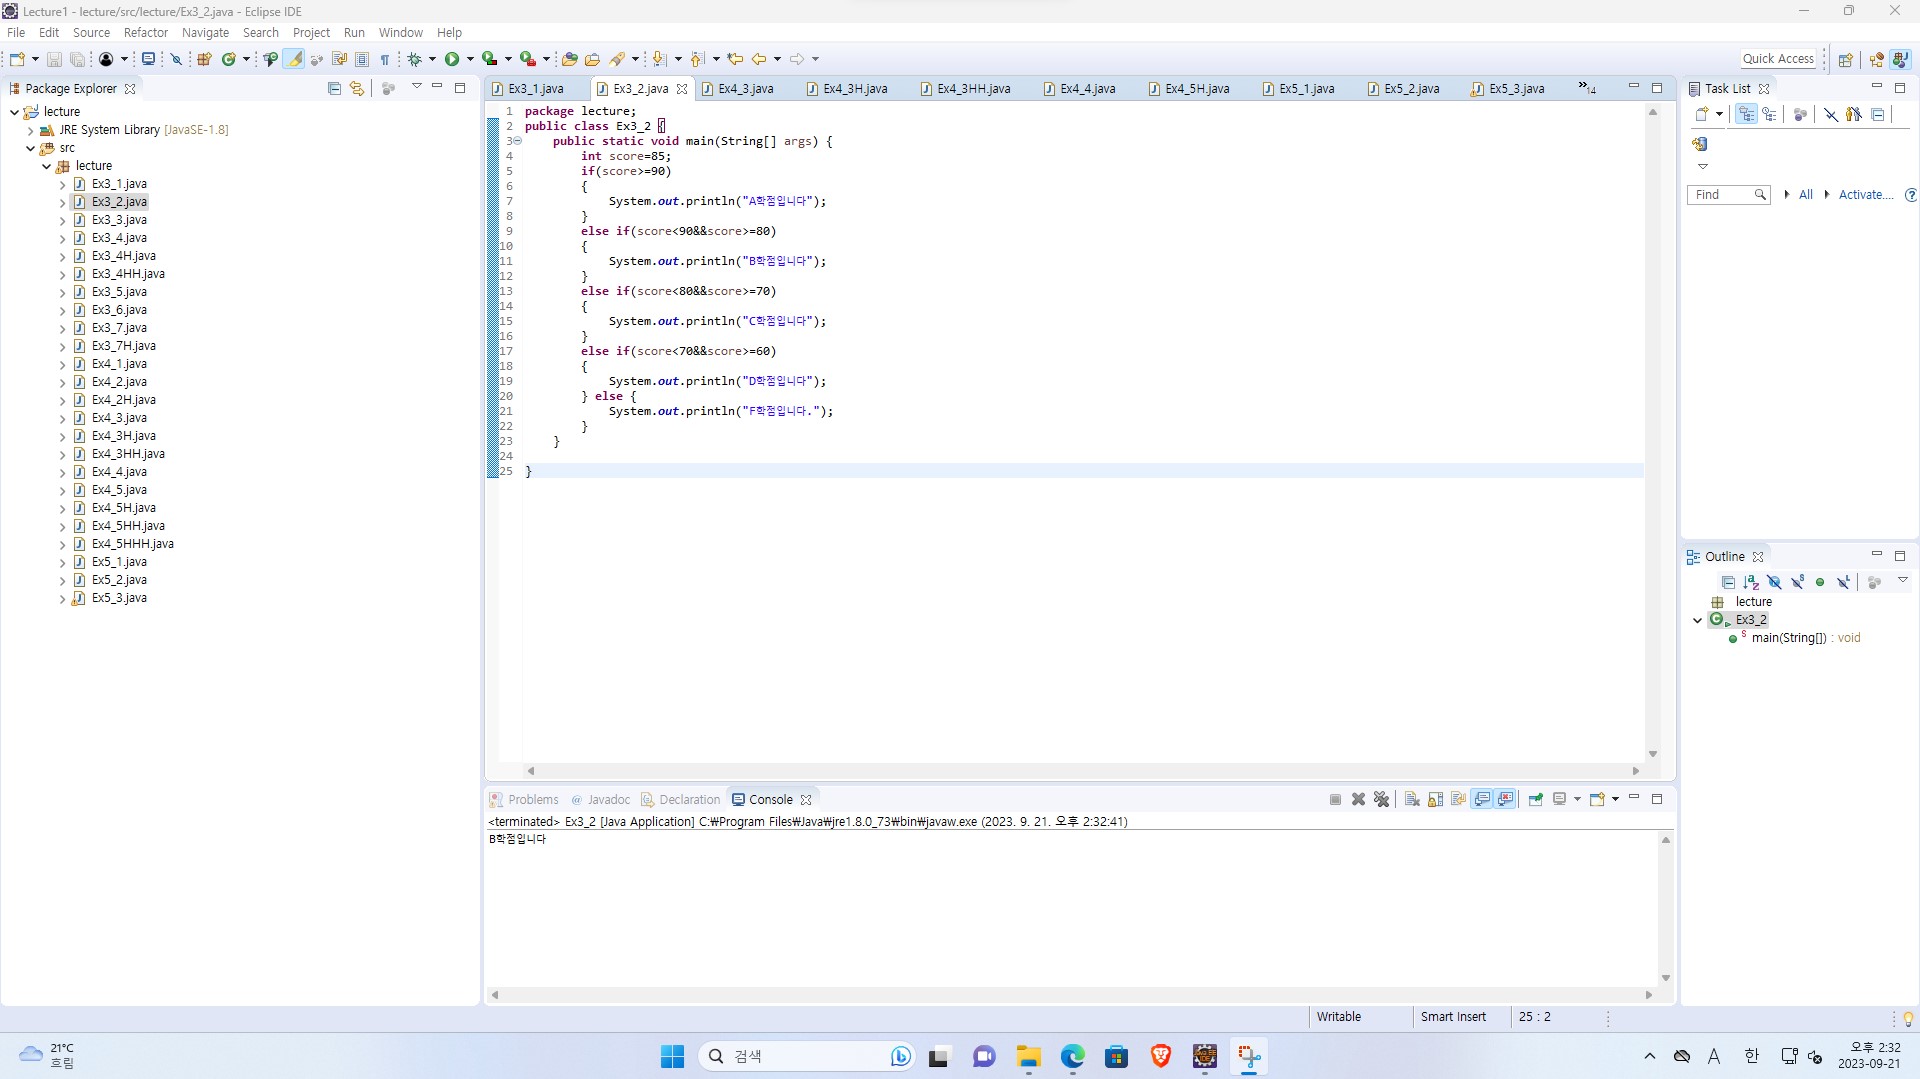 Lecture1 - lecture/src/lecture/Ex3_2.java - Eclipse IDE
File Edit Source Refactor Navigate Search Project Run Window Help
Quick Access
Package Explorer
lecture
JRE System Library [JavaSE-1.8]
src
lecture
Ex3_1.java
Ex3_2.java
Ex3_3.java
Ex3_4.java
Ex3_4H.java
Ex3_4HH.java
Ex3_5.java
Ex3_6.java
Ex3_7.java
Ex3_7H.java
Ex4_1.java
Ex4_2.java
Ex4_2H.java
Ex4_3.java
Ex4_3H.java
Ex4_3HH.java
Ex4_4.java
Ex4_5.java
Ex4_5H.java
Ex4_5HH.java
Ex4_5HHH.java
Ex5_1.java
Ex5_2.java
Ex5_3.java
Ex3_1.java Ex3_2.java Ex4_3.java Ex4_3H.java Ex4_3HH.java Ex4_4.java Ex4_5H.java Ex5_1.java Ex5_2.java Ex5_3.java »14
1 package lecture;
2 public class Ex3_2 {
3 public static void main(String[] args) {
4 int score=85;
5 if(score>=90)
6 {
7 System.out.println("A학점입니다");
8 }
9 else if(score<90&&score>=80)
10 {
11 System.out.println("B학점입니다");
12 }
13 else if(score<80&&score>=70)
14 {
15 System.out.println("C학점입니다");
16 }
17 else if(score<70&&score>=60)
18 {
19 System.out.println("D학점입니다");
20 } else {
21 System.out.println("F학점입니다.");
22 }
23 }
24
25 }
Problems @ Javadoc Declaration Console
<terminated> Ex3_2 [Java Application] C:₩Program Files₩Java₩jre1.8.0_73₩bin₩javaw.exe (2023. 9. 21. 오후 2:32:41)
B학점입니다
Task List
Find All Activate...
Outline
lecture
Ex3_2
main(String[]) : void
Writable Smart Insert 25 : 2
21°C
흐림
검색
A 한
오후 2:32
2023-09-21